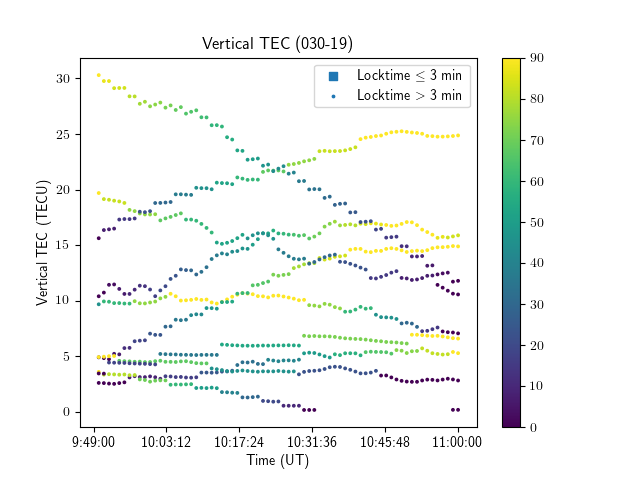 Vertical TEC (030-19)
Locktime ≤ 3 min
Locktime > 3 min
Vertical TEC (TECU)
30
25
20
15
10
5
0
9:49:00 10:03:12 10:17:24 10:31:36 10:45:48 11:00:00
Time (UT)
90
80
70
60
50
40
30
20
10
0